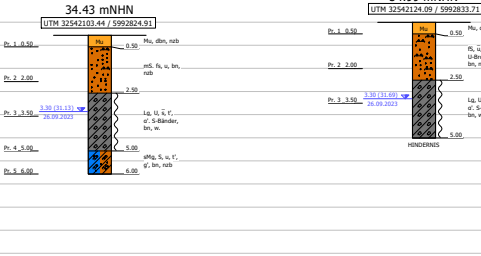 34.43 mNHN
UTM 32542103.44 / 5992824.91
Mu
Mu, dbn, nzb
Pr. 1 0.50
0.50
mS. fs, u, bn,
nzb
Pr. 2 2.00
2.50
3.30 (31.13)
Pr. 3 3.50
26.09.2023
Lg, U, s̄, t',
o'. S-Bänder,
bn, w.
Pr. 4 5.00
5.00
sMg, S, u, t',
g', bn, nzb
Pr. 5 6.00
6.00
UTM 32542124.09 / 5992833.71
Mu
Pr. 1 0.50
0.50
fS, u,
U-Bn
Pr. 2 2.00
2.50
3.30 (31.69)
Pr. 3 3.50
26.09.2023
Lg, U,
o'. S-
bn, w
5.00
HINDERNIS